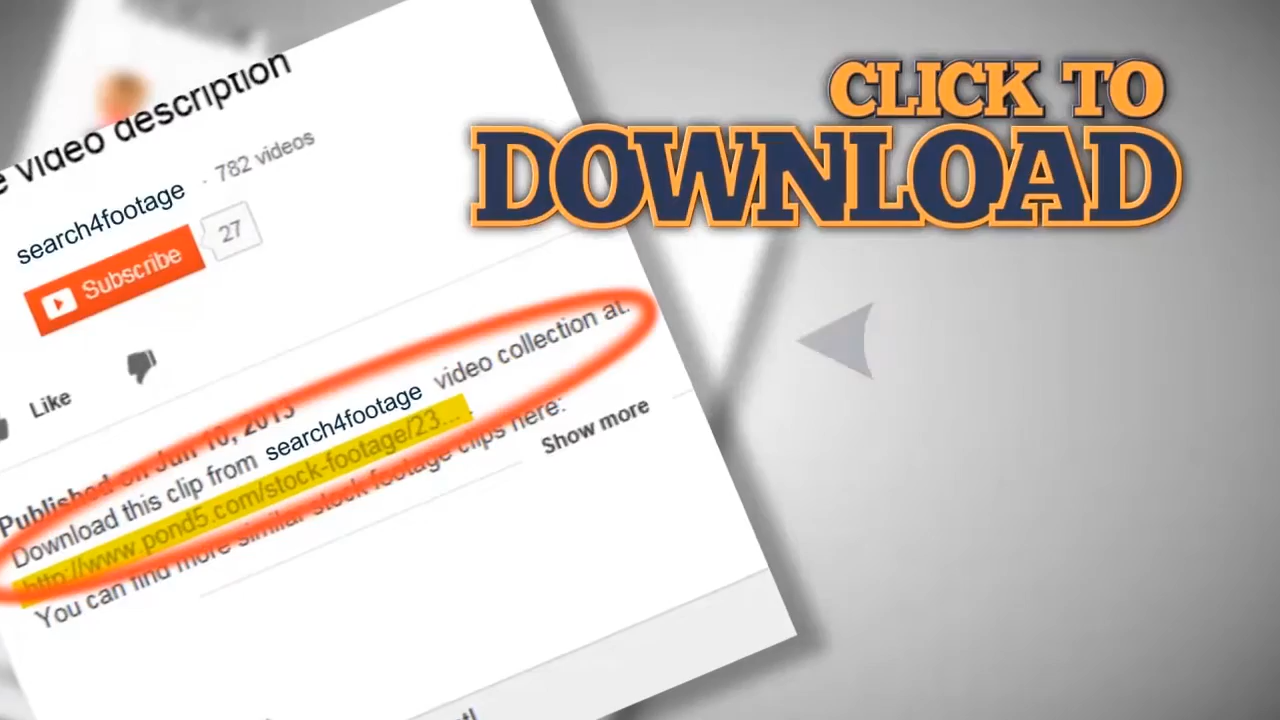 CLICK TO
DOWNLOAD
e video description
search4footage · 782 videos
Subscribe 27
Like
Published on Jun 10, 2013
Download this clip from search4footage video collection at:
http://www.pond5.com/stock-footage/23...
You can find more similar stock footage clips here:
Show more